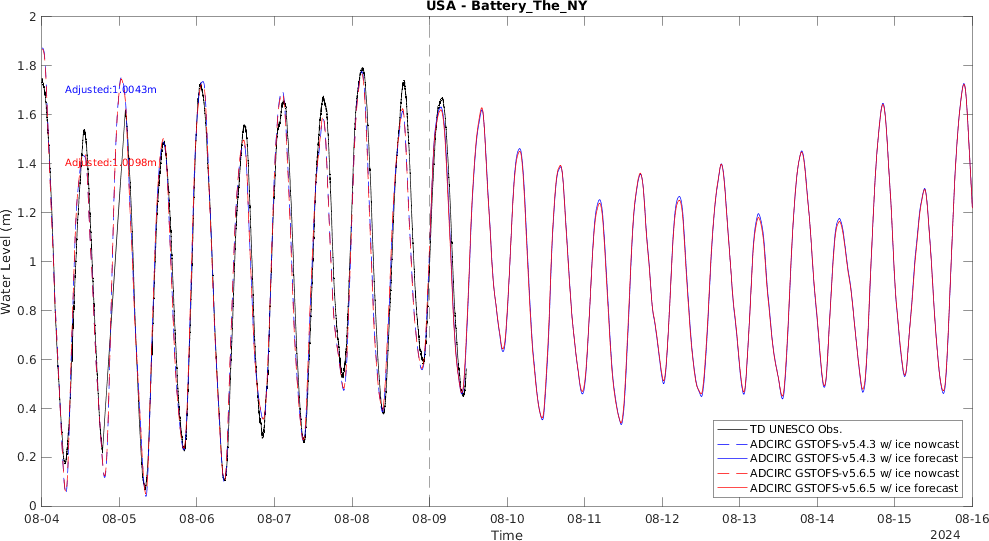 USA - Battery_The_NY
2
1.8
1.6
1.4
1.2
1
0.8
0.6
0.4
0.2
0
Water Level (m)
Adjusted:1.0043m
Adjusted:1.0098m
TD UNESCO Obs.
ADCIRC GSTOFS-v5.4.3 w/ ice nowcast
ADCIRC GSTOFS-v5.4.3 w/ ice forecast
ADCIRC GSTOFS-v5.6.5 w/ ice nowcast
ADCIRC GSTOFS-v5.6.5 w/ ice forecast
08-04 08-05 08-06 08-07 08-08 08-09 08-10 08-11 08-12 08-13 08-14 08-15 08-16
Time
2024